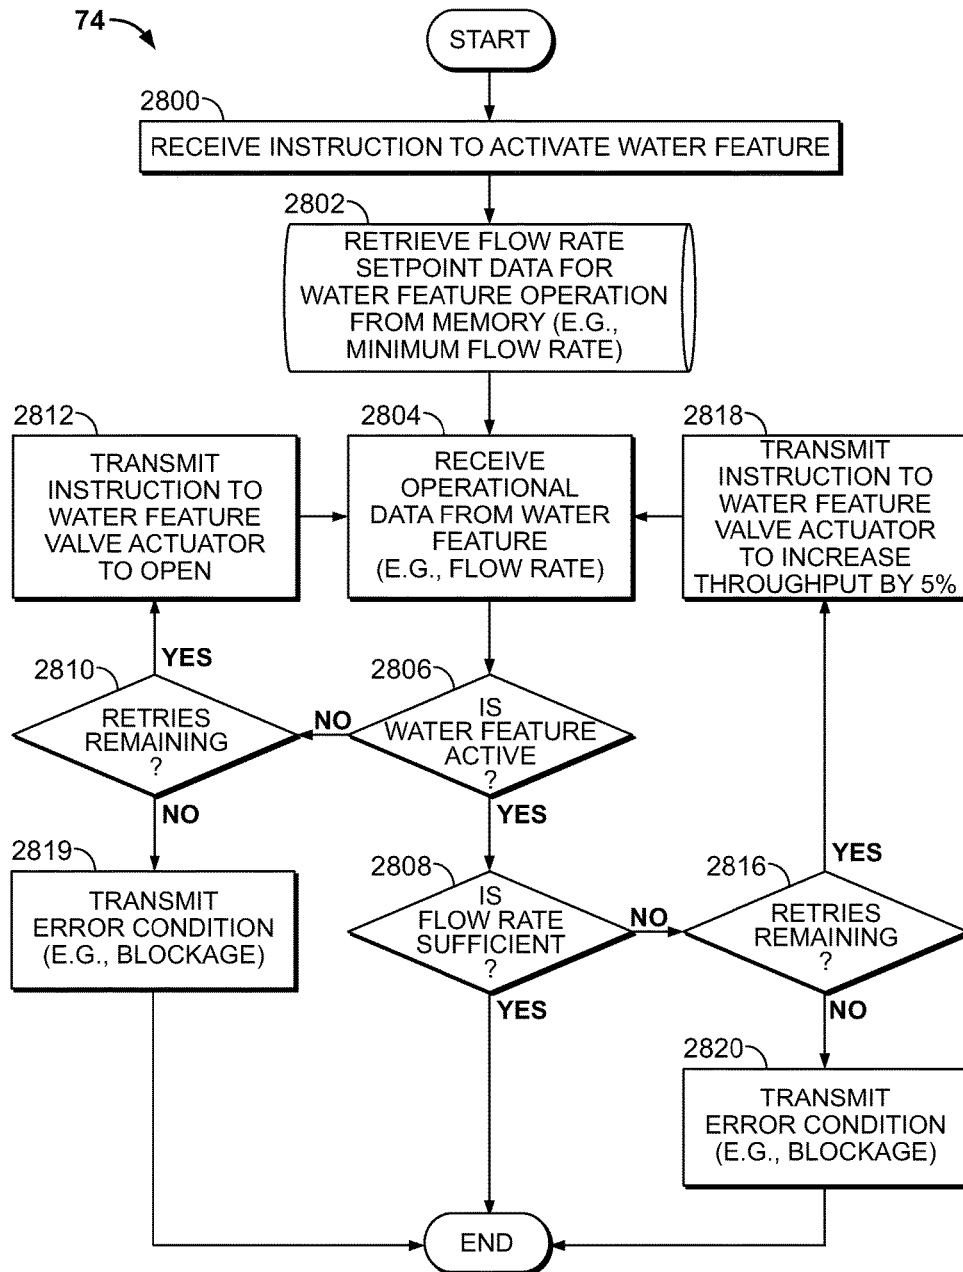 74
START
2800
RECEIVE INSTRUCTION TO ACTIVATE WATER FEATURE
2802
RETRIEVE FLOW RATE
SETPOINT DATA FOR
WATER FEATURE OPERATION
FROM MEMORY (E.G.,
MINIMUM FLOW RATE)
2812
TRANSMIT
INSTRUCTION TO
WATER FEATURE
VALVE ACTUATOR
TO OPEN
2804
RECEIVE
OPERATIONAL
DATA FROM WATER
FEATURE
(E.G., FLOW RATE)
2818
TRANSMIT
INSTRUCTION TO
WATER FEATURE
VALVE ACTUATOR
TO INCREASE
THROUGHPUT BY 5%
YES
2810
RETRIES
REMAINING
?
NO
NO
2806
IS
WATER FEATURE
ACTIVE
?
YES
2819
TRANSMIT
ERROR CONDITION
(E.G., BLOCKAGE)
2808
IS
FLOW RATE
SUFFICIENT
?
NO
YES
YES
2816
RETRIES
REMAINING
?
NO
2820
TRANSMIT
ERROR CONDITION
(E.G., BLOCKAGE)
END